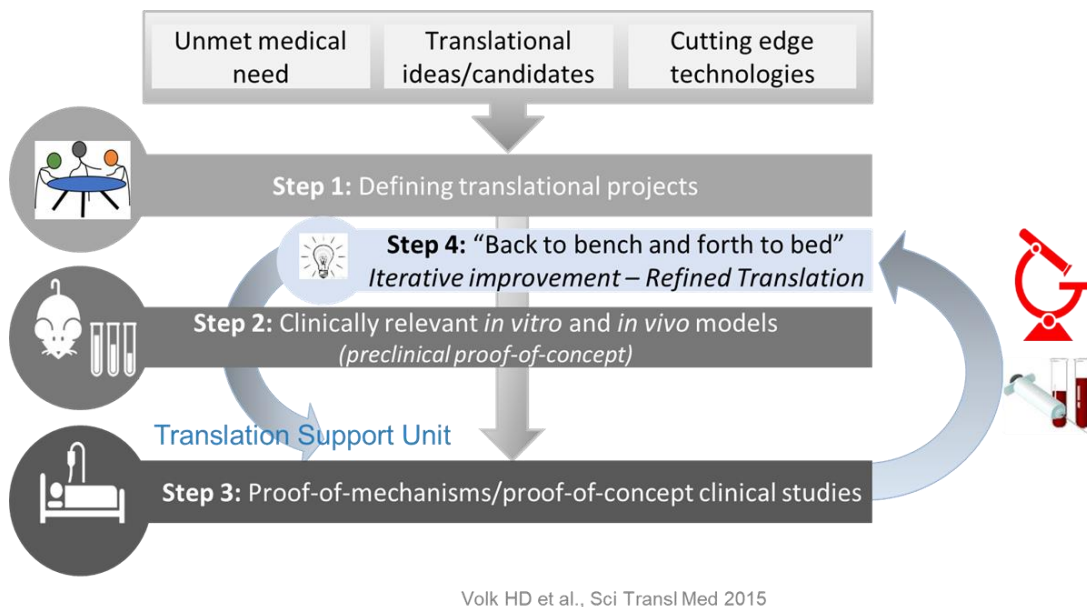 Unmet medical
need
Translational
ideas/candidates
Cutting edge
technologies
Step 1: Defining translational projects
Step 4: “Back to bench and forth to bed”
Iterative improvement – Refined Translation
Step 2: Clinically relevant in vitro and in vivo models
(preclinical proof-of-concept)
Translation Support Unit
Step 3: Proof-of-mechanisms/proof-of-concept clinical studies
Volk HD et al., Sci Transl Med 2015